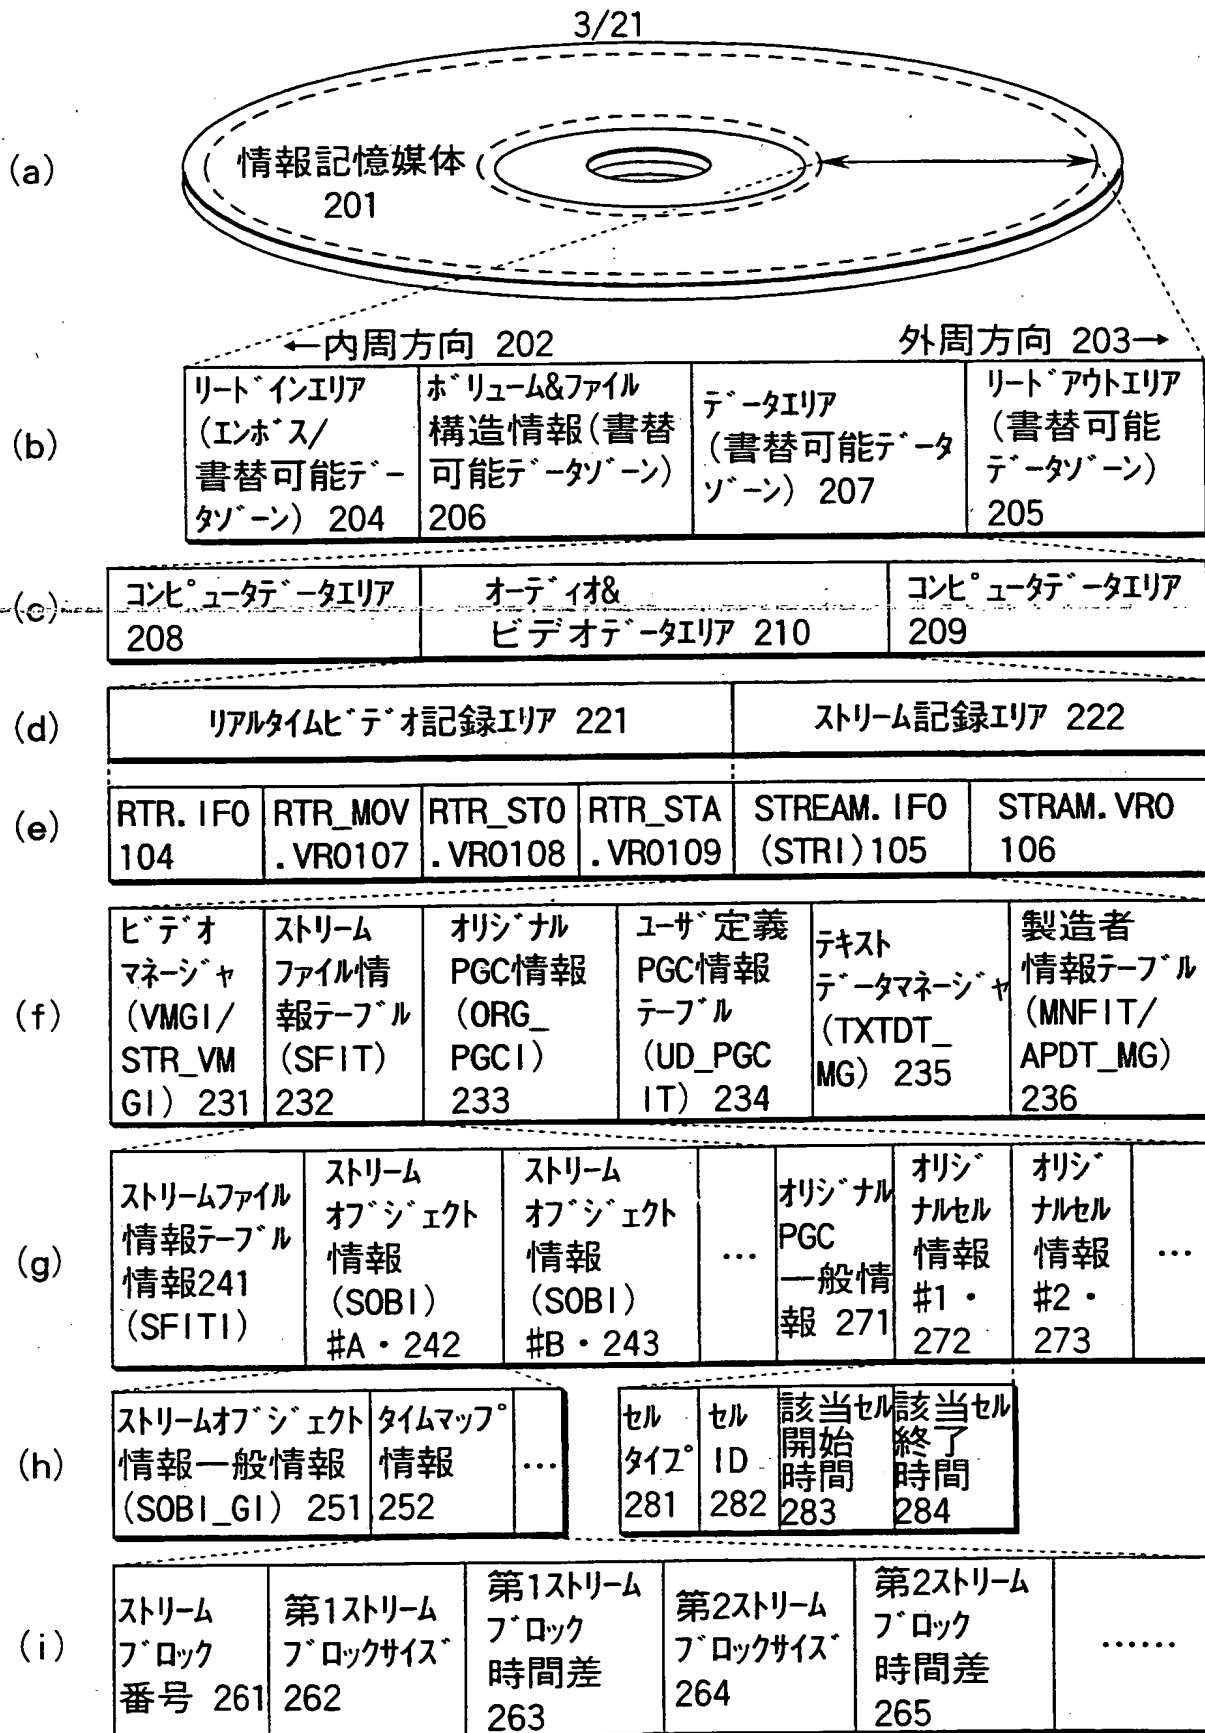 3/21
(a)
情報記憶媒体
201
←内周方向 202
外周方向 203→
(b)
リードインエリア
(エンボス/
書替可能デー
タゾーン) 204
ボリューム&ファイル
構造情報(書替
可能データゾーン)
206
データエリア
(書替可能データ
ゾーン) 207
リードアウトエリア
(書替可能
データゾーン)
205
(c)
コンピュータデータエリア
208
オーディオ&
ビデオデータエリア 210
コンピュータデータエリア
209
(d)
リアルタイムビデオ記録エリア 221
ストリーム記録エリア 222
(e)
RTR.IFO
104
RTR_MOV
.VRO107
RTR_STO
.VRO108
RTR_STA
.VRO109
STREAM.IFO
(STRI)105
STRAM.VRO
106
(f)
ビデオ
マネージャ
(VMGI/
STR_VM
GI) 231
ストリーム
ファイル情
報テーブル
(SFIT)
232
オリジナル
PGC情報
(ORG_
PGCI)
233
ユーザ定義
PGC情報
テーブル
(UD_PGC
IT) 234
テキスト
データマネージャ
(TXTDT_
MG) 235
製造者
情報テーブル
(MNFIT/
APDT_MG)
236
(g)
ストリームファイル
情報テーブル
情報241
(SFITI)
ストリーム
オブジェクト
情報
(SOBI)
#A・242
ストリーム
オブジェクト
情報
(SOBI)
#B・243
…
オリジナル
PGC
一般情
報 271
オリジ
ナルセル
情報
#1・
272
オリジ
ナルセル
情報
#2・
273
…
(h)
ストリームオブジェクト
情報一般情報
(SOBI_GI) 251
タイムマップ
情報
252
…
セル
タイプ
281
セル
ID
282
該当セル
開始
時間
283
該当セル
終了
時間
284
(i)
ストリーム
ブロック
番号 261
第1ストリーム
ブロックサイズ
262
第1ストリーム
ブロック
時間差
263
第2ストリーム
ブロックサイズ
264
第2ストリーム
ブロック
時間差
265
……